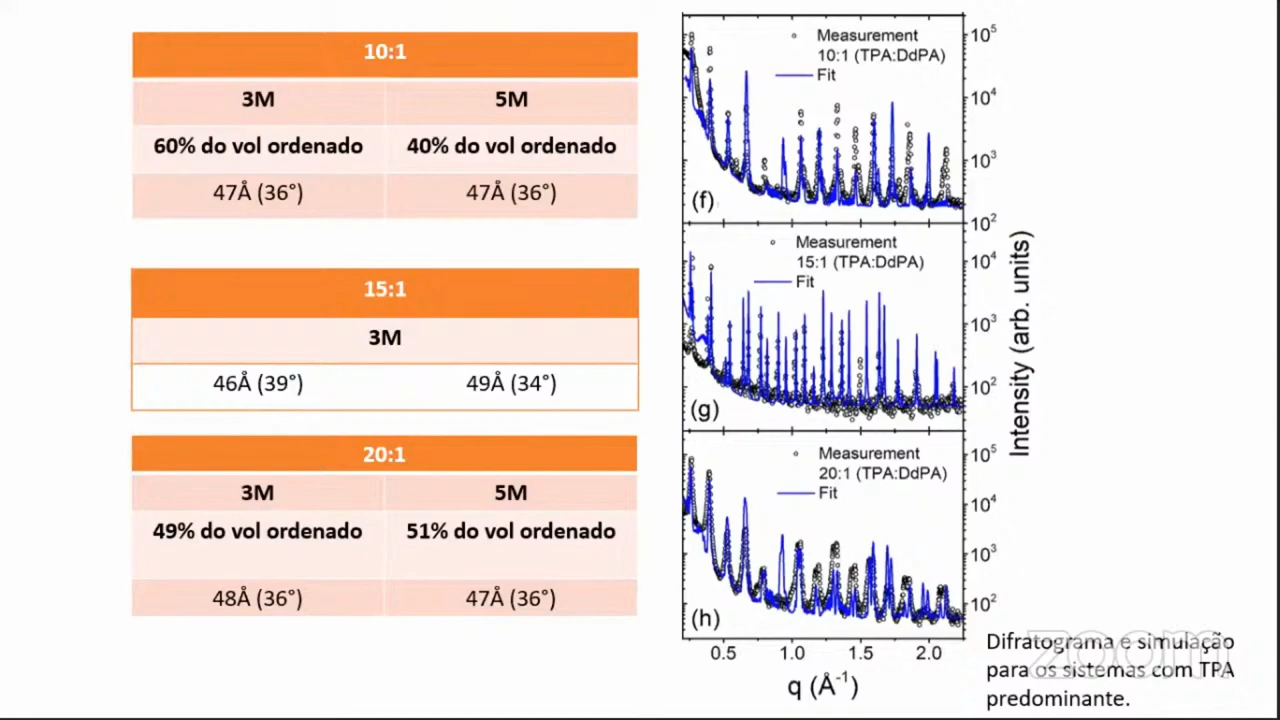 10:1
3M 5M
60% do vol ordenado 40% do vol ordenado
47Å (36°) 47Å (36°)
15:1
3M
46Å (39°) 49Å (34°)
20:1
3M 5M
49% do vol ordenado 51% do vol ordenado
48Å (36°) 47Å (36°)
Measurement
10:1 (TPA:DdPA)
Fit
(f)
10⁵
10⁴
10³
10²
Measurement
15:1 (TPA:DdPA)
Fit
(g)
10⁴
10³
10²
Measurement
20:1 (TPA:DdPA)
Fit
(h)
10⁵
10⁴
10³
10²
Intensity (arb. units)
0.5 1.0 1.5 2.0
q (Å⁻¹)
Difratograma e simulação
para os sistemas com TPA
predominante.
zoom